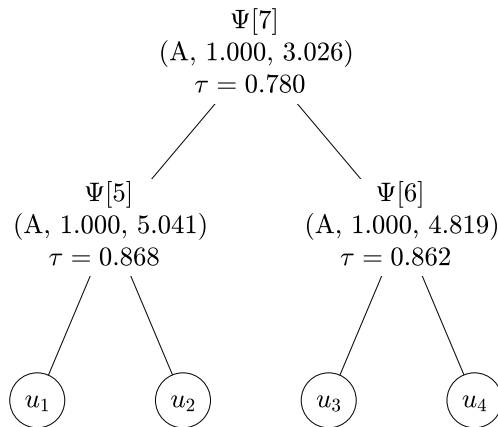 Ψ[7]
(A, 1.000, 3.026)
τ = 0.780
Ψ[5]
(A, 1.000, 5.041)
τ = 0.868
Ψ[6]
(A, 1.000, 4.819)
τ = 0.862
u₁
u₂
u₃
u₄